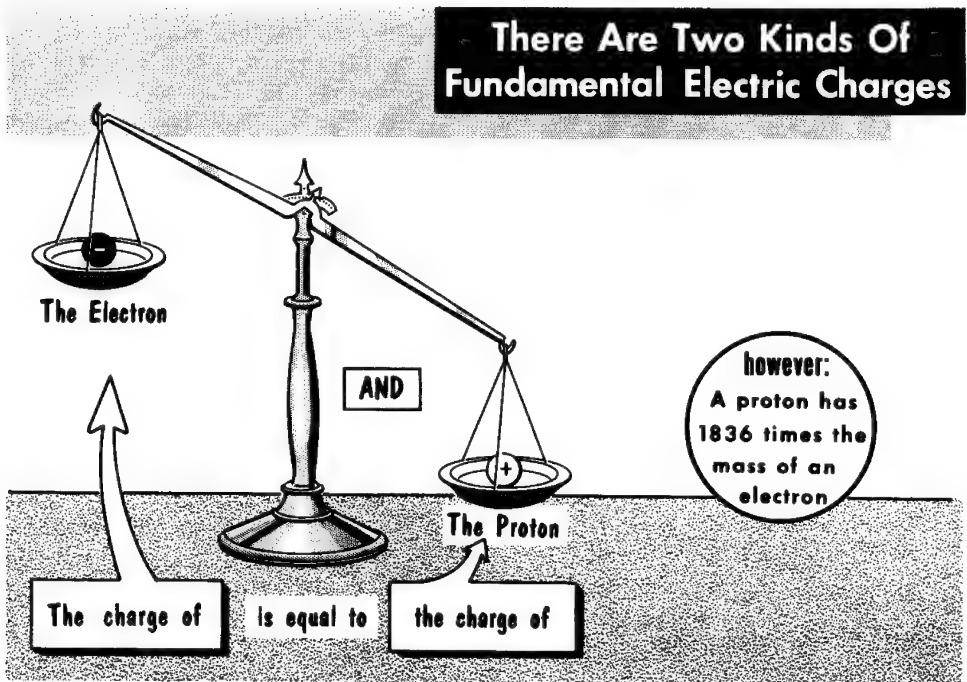 There Are Two Kinds Of
Fundamental Electric Charges
-
The Electron
AND
however:
A proton has
1836 times the
mass of an
electron
+
The Proton
The charge of
is equal to
the charge of